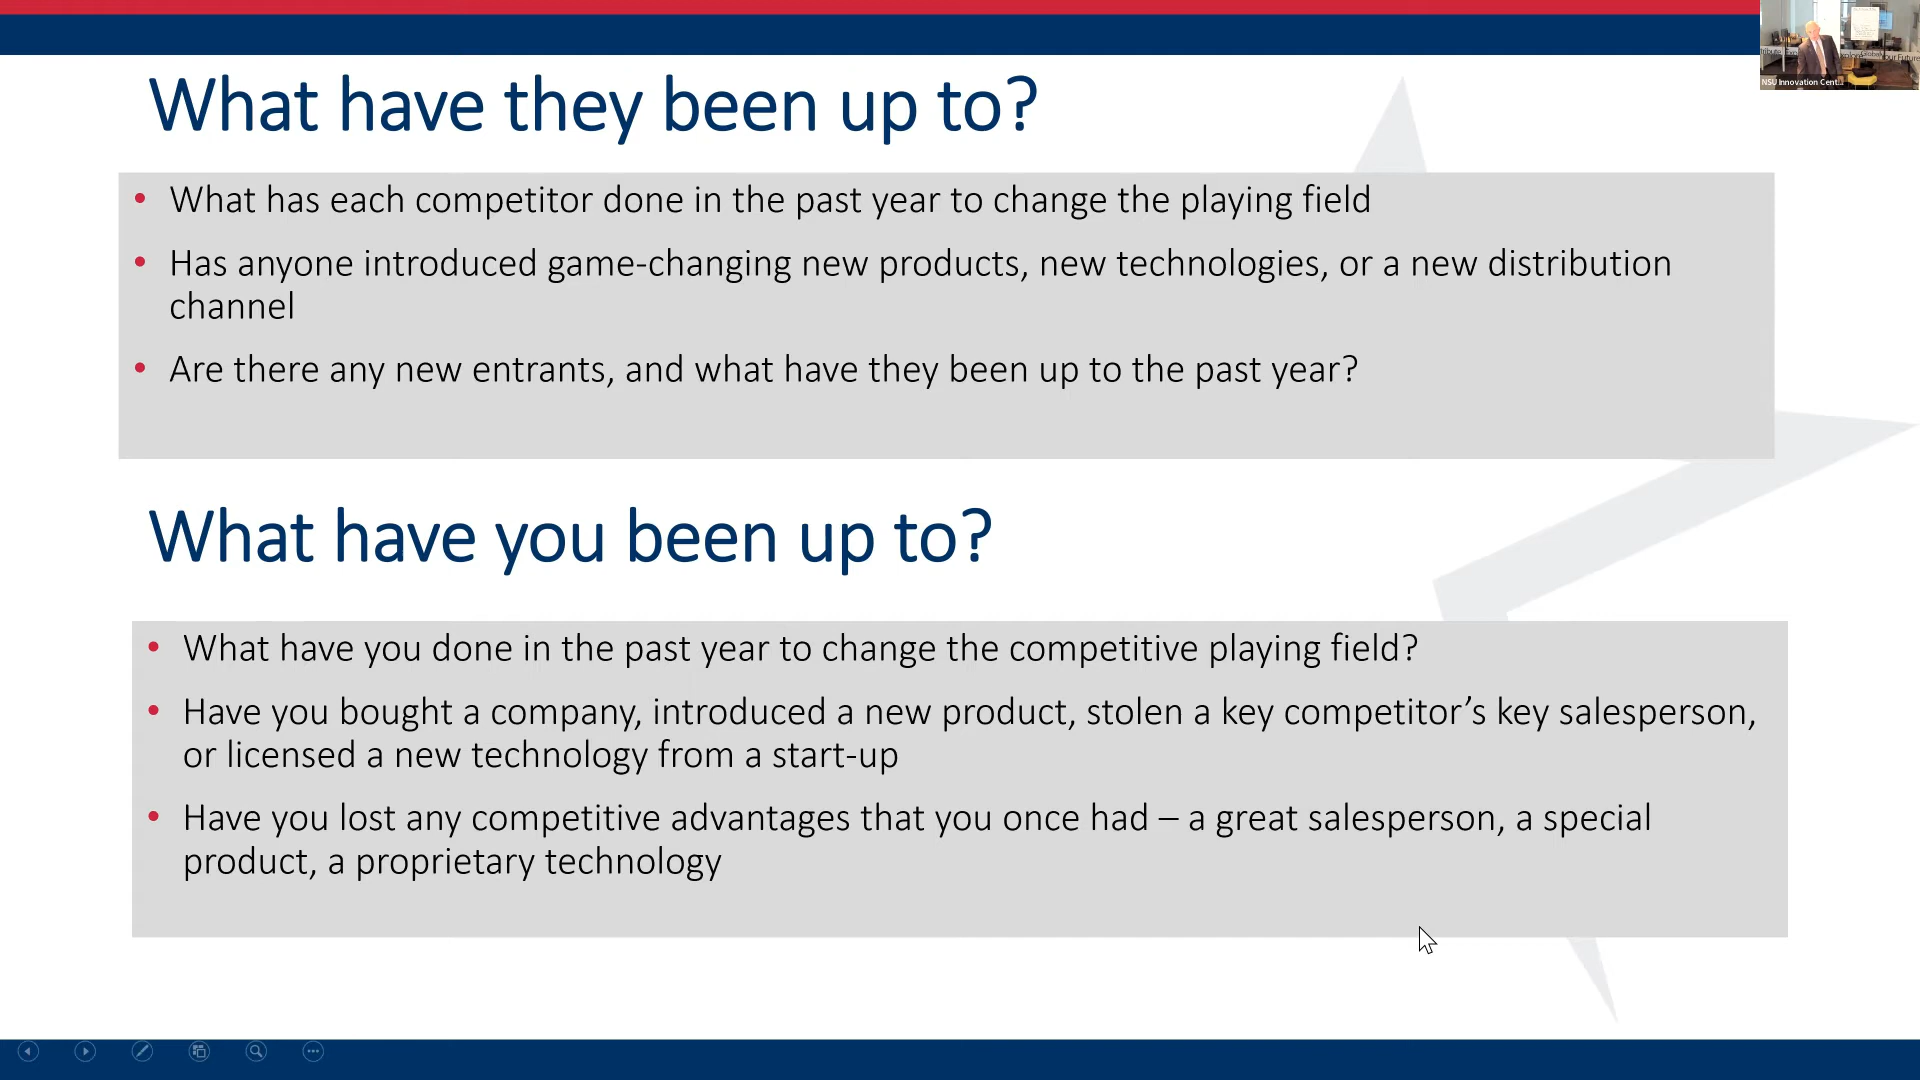 What have they been up to?
• What has each competitor done in the past year to change the playing field
• Has anyone introduced game-changing new products, new technologies, or a new distribution
channel
• Are there any new entrants, and what have they been up to the past year?
What have you been up to?
• What have you done in the past year to change the competitive playing field?
• Have you bought a company, introduced a new product, stolen a key competitor’s key salesperson,
or licensed a new technology from a start-up
• Have you lost any competitive advantages that you once had – a great salesperson, a special
product, a proprietary technology
NSU Innovation Cent...